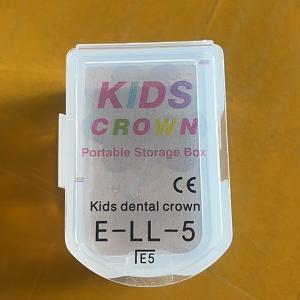 KIDS
CROWN
Portable Storage Box
CE
Kids dental crown
E-LL-5
E5